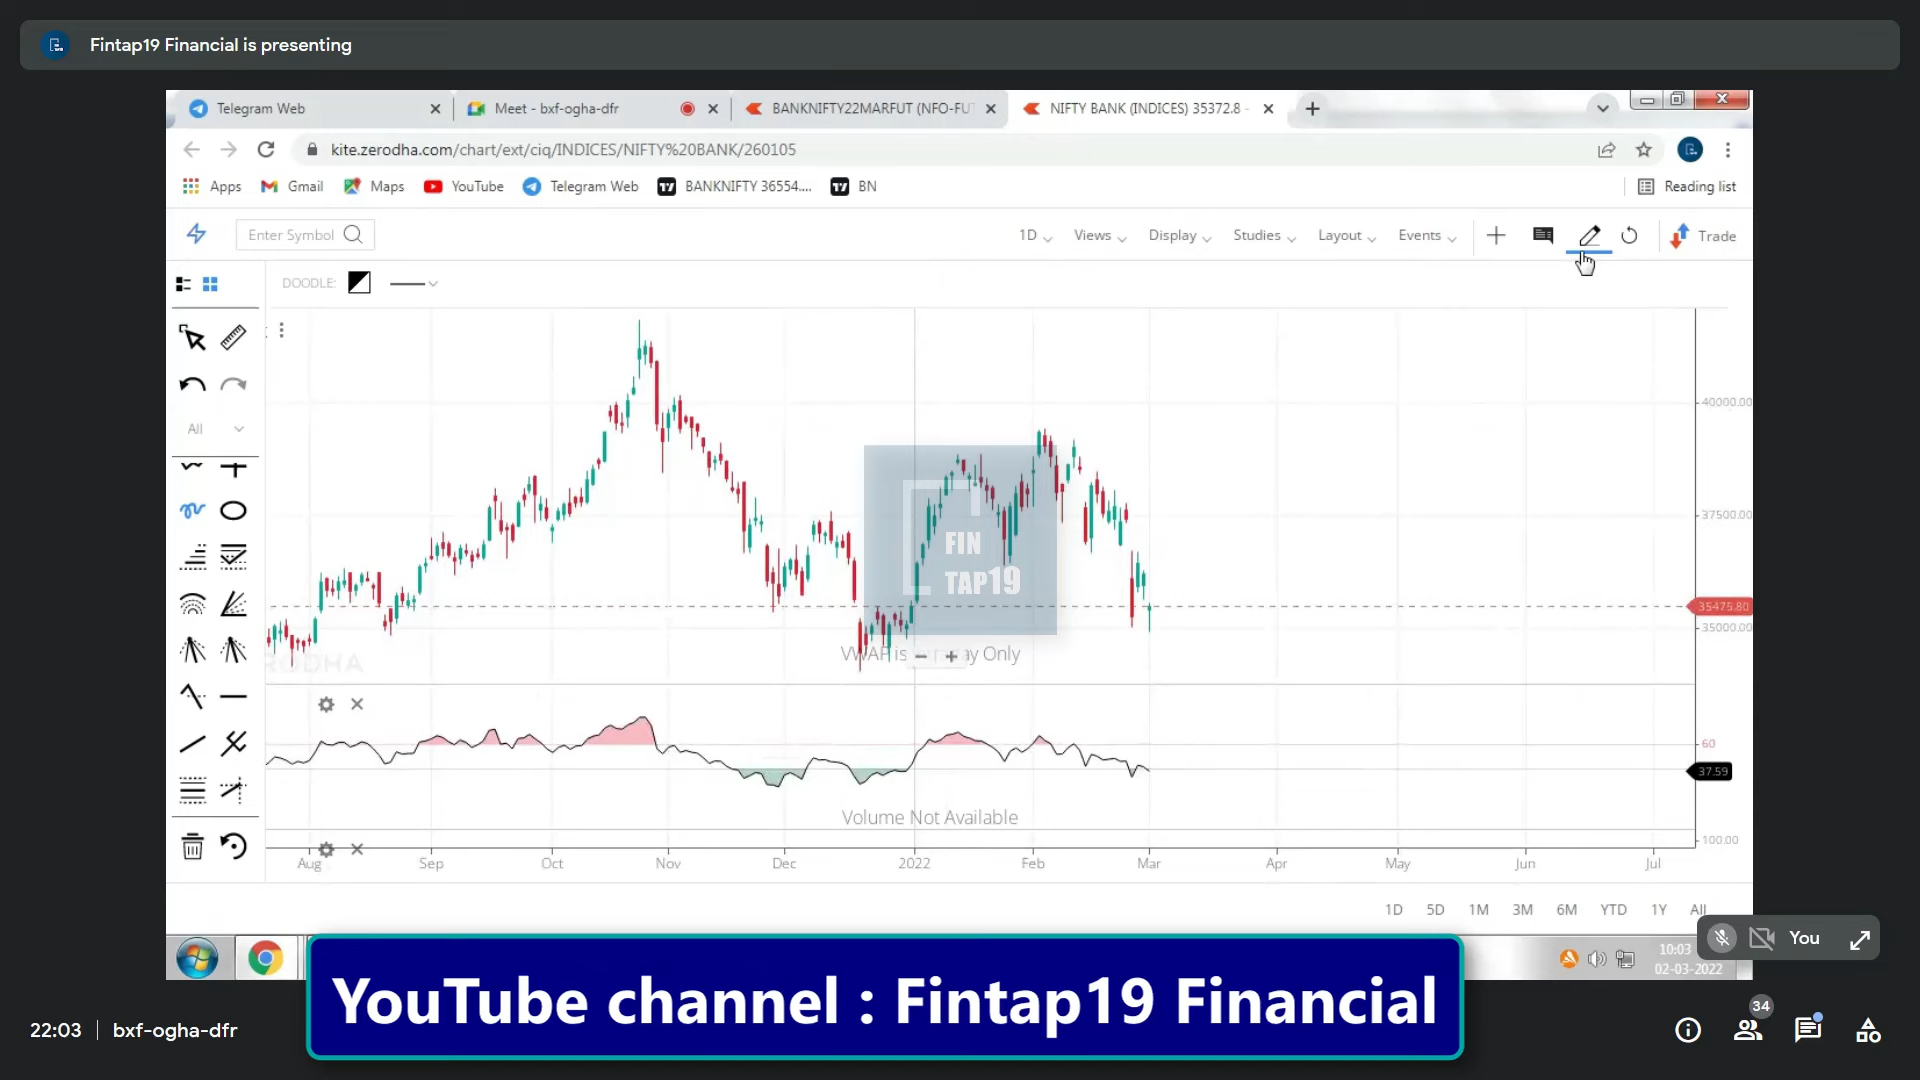 Fintap19 Financial is presenting
Telegram Web
Meet - bxf-ogha-dfr
BANKNIFTY22MARFUT (NFO-FUT
NIFTY BANK (INDICES) 35372.8 -
kite.zerodha.com/chart/ext/ciq/INDICES/NIFTY%20BANK/260105
Apps
Gmail
Maps
YouTube
Telegram Web
BANKNIFTY 36554....
BN
Reading list
Enter Symbol
1D
Views
Display
Studies
Layout
Events
Trade
DOODLE:
All
40000.00
37500.00
FIN
TAP19
35475.80
35000.00
VWAP is ay Only
60
37.59
Volume Not Available
100.00
Aug Sep Oct Nov Dec 2022 Feb Mar Apr May Jun Jul
1D 5D 1M 3M 6M YTD 1Y All
You
10:03
02-03-2022
YouTube channel : Fintap19 Financial
22:03 | bxf-ogha-dfr
34